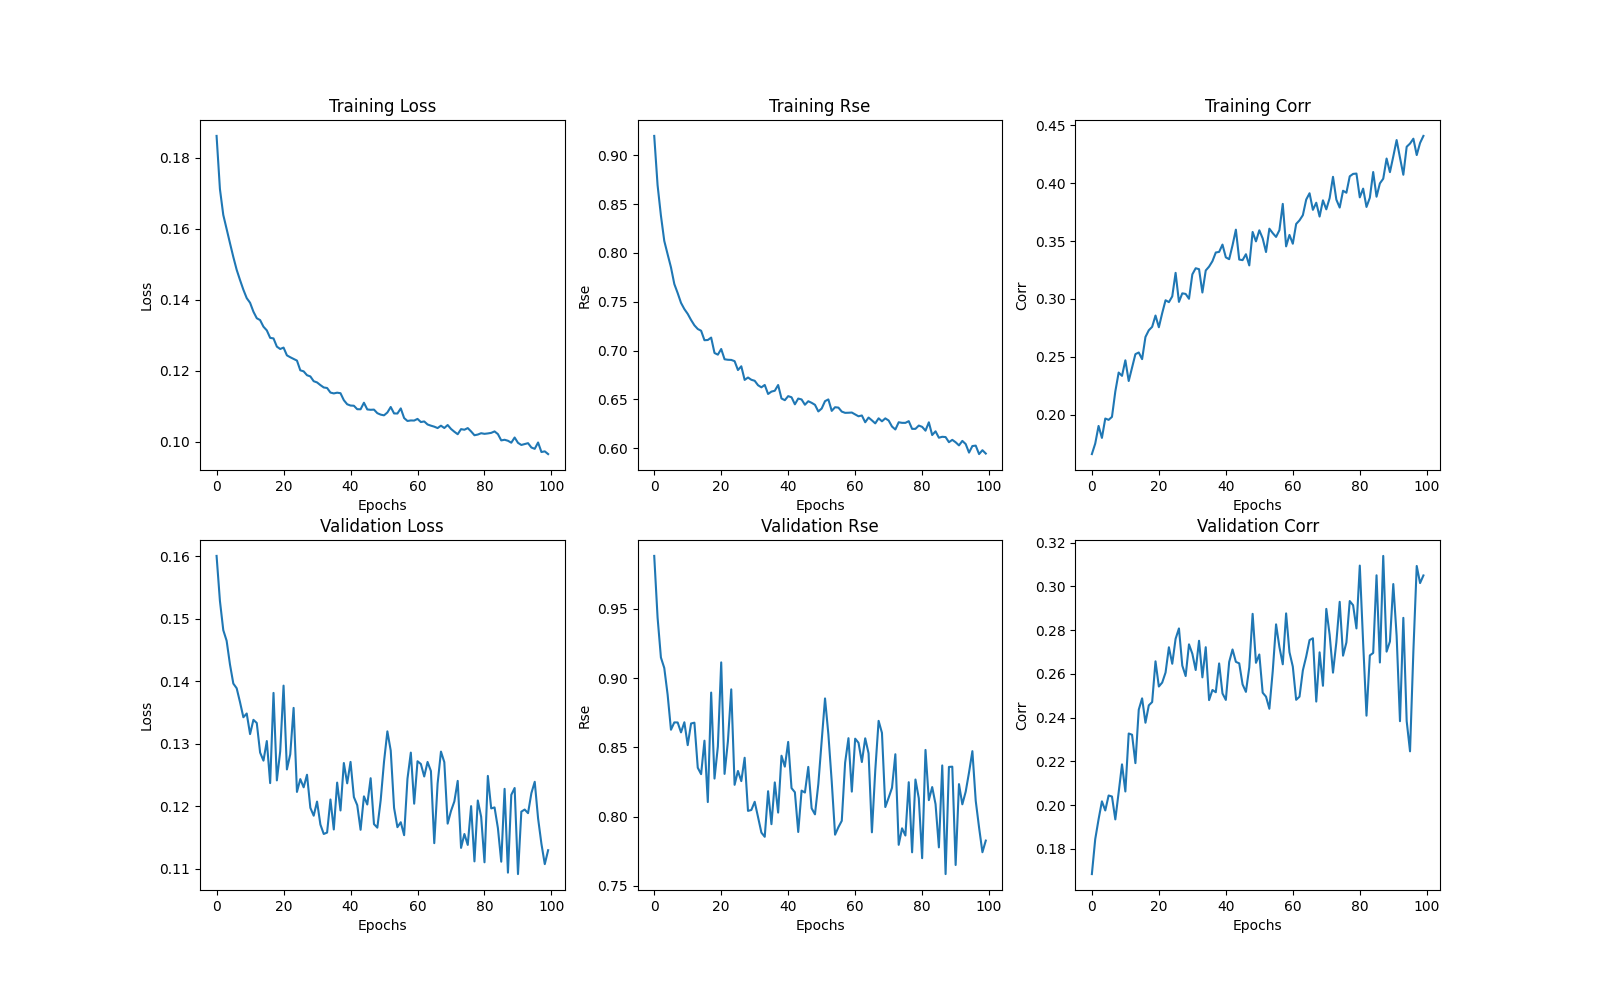 Training Loss
Loss
0.18
0.16
0.14
0.12
0.10
0 20 40 60 80 100
Epochs
Training Rse
Rse
0.90
0.85
0.80
0.75
0.70
0.65
0.60
0 20 40 60 80 100
Epochs
Training Corr
Corr
0.45
0.40
0.35
0.30
0.25
0.20
0 20 40 60 80 100
Epochs
Validation Loss
Loss
0.16
0.15
0.14
0.13
0.12
0.11
0 20 40 60 80 100
Epochs
Validation Rse
Rse
0.95
0.90
0.85
0.80
0.75
0 20 40 60 80 100
Epochs
Validation Corr
Corr
0.32
0.30
0.28
0.26
0.24
0.22
0.20
0.18
0 20 40 60 80 100
Epochs